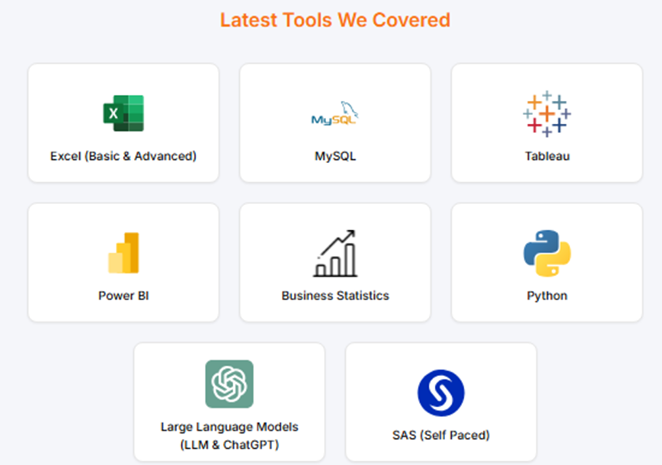 Latest Tools We Covered
X
MySQL
Excel (Basic & Advanced)
MySQL
Tableau
Power BI
Business Statistics
Python
Large Language Models
(LLM & ChatGPT)
SAS (Self Paced)